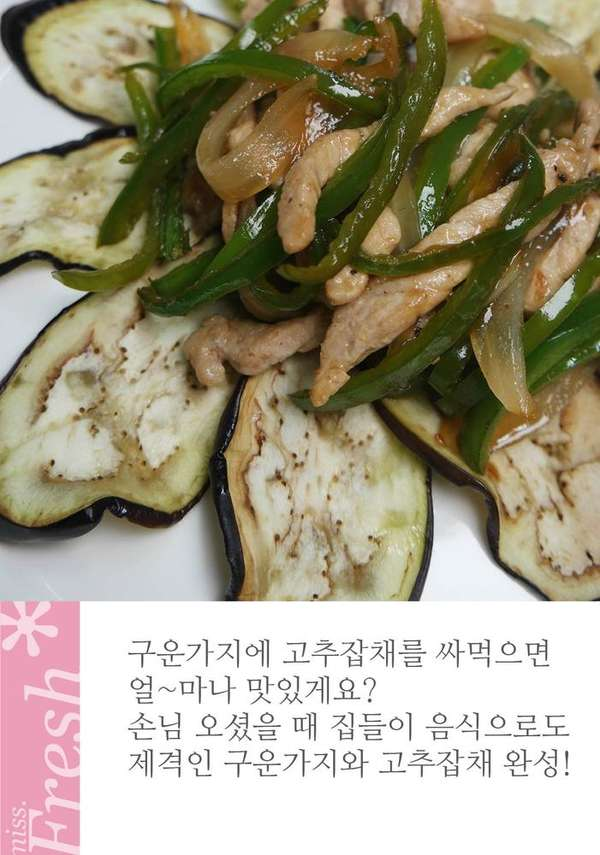 구운가지에 고추잡채를 싸먹으면
얼~마나 맛있게요?
손님 오셨을 때 집들이 음식으로도
제격인 구운가지와 고추잡채 완성!
miss.
Fresh*